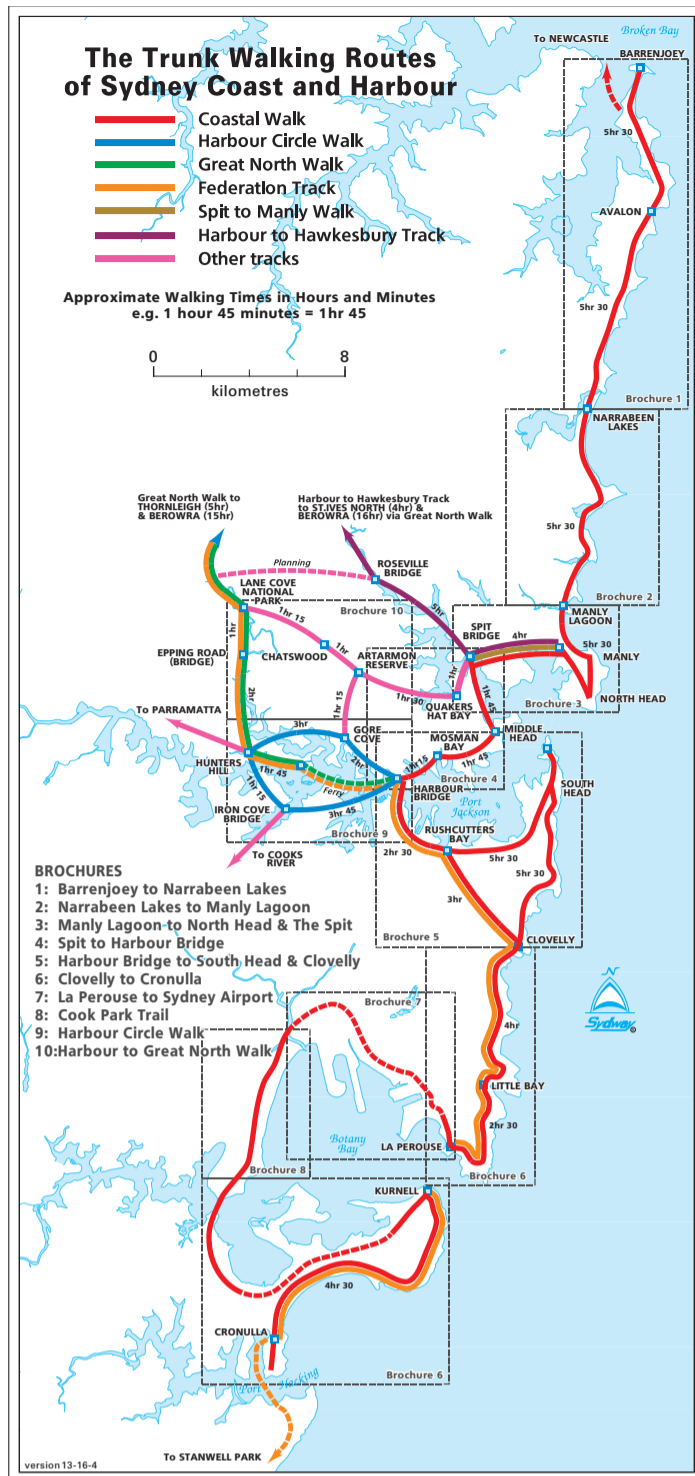 Broken Bay
To NEWCASTLE
BARRENJOEY
The Trunk Walking Routes
of Sydney Coast and Harbour
Coastal Walk
Harbour Circle Walk
Great North Walk
Federation Track
Spit to Manly Walk
Harbour to Hawkesbury Track
Other tracks
5hr 30
AVALON
Approximate Walking Times in Hours and Minutes
e.g. 1 hour 45 minutes = 1hr 45
5hr 30
0 8
kilometres
Brochure 1
NARRABEEN
LAKES
Great North Walk to
THORNLEIGH (5hr)
& BEROWRA (15hr)
Harbour to Hawkesbury Track
to ST.IVES NORTH (4hr) &
BEROWRA (16hr) via Great North Walk
5hr 30
Planning
ROSEVILLE
BRIDGE
LANE COVE
NATIONAL
PARK
Brochure 10
Brochure 2
MANLY
LAGOON
1hr
1hr 15
5hr
SPIT
BRIDGE
4hr
5hr 30
MANLY
EPPING ROAD
(BRIDGE)
CHATSWOOD
1hr
ARTARMON
RESERVE
1hr
1hr 30
QUAKERS
HAT BAY
1hr 45
Brochure 3
NORTH HEAD
2hr
1hr 15
To PARRAMATTA
3hr
GORE
COVE
MOSMAN
BAY
MIDDLE
HEAD
HUNTERS
HILL
1hr 45
2hr
1hr15
1hr 45
Brochure 4
Ferry
HARBOUR
BRIDGE
Port
Jackson
SOUTH
HEAD
1hr 15
IRON COVE
BRIDGE
3hr 45
Brochure 9
RUSHCUTTERS
BAY
2hr 30
5hr 30
To COOKS
RIVER
5hr 30
3hr
Brochure 5
CLOVELLY
BROCHURES
1: Barrenjoey to Narrabeen Lakes
2: Narrabeen Lakes to Manly Lagoon
3: Manly Lagoon to North Head & The Spit
4: Spit to Harbour Bridge
5: Harbour Bridge to South Head & Clovelly
6: Clovelly to Cronulla
7: La Perouse to Sydney Airport
8: Cook Park Trail
9: Harbour Circle Walk
10:Harbour to Great North Walk
N
Sydway
Brochure 7
4hr
LITTLE BAY
2hr 30
Botany
Bay
LA PEROUSE
Brochure 8
Brochure 6
KURNELL
4hr 30
CRONULLA
Brochure 6
Port Hacking
To STANWELL PARK
version 13-16-4